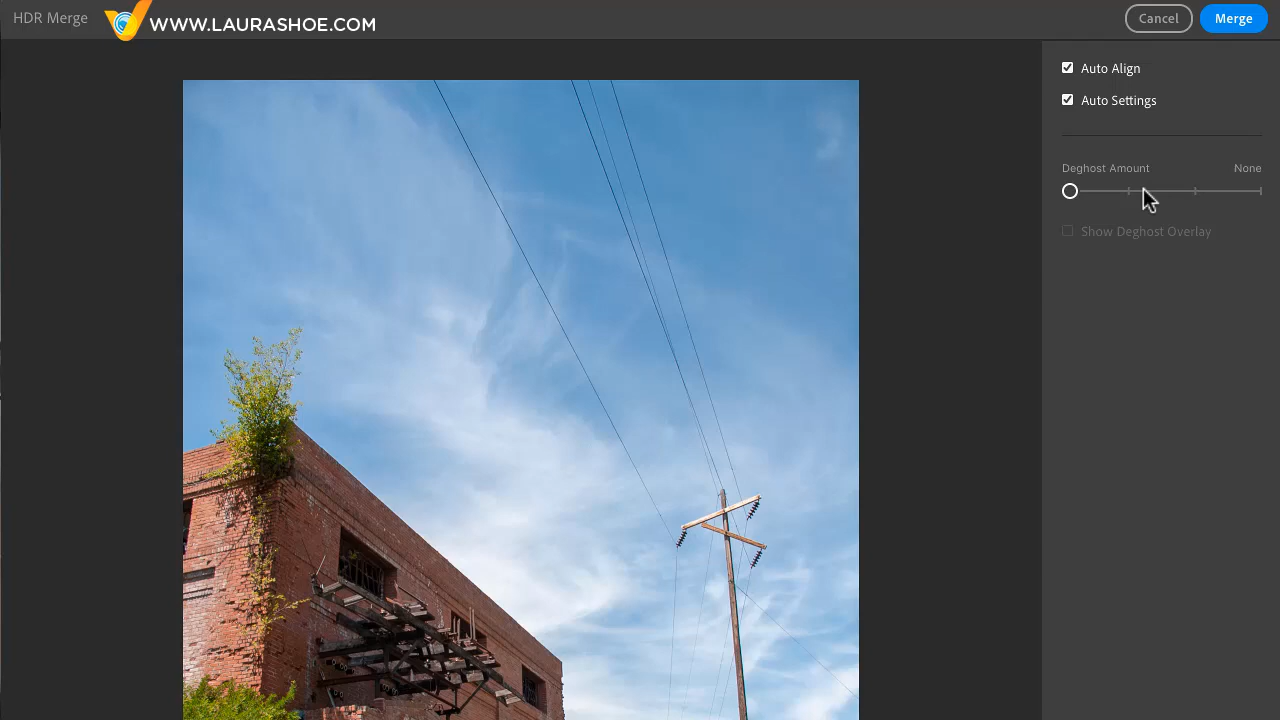 HDR Merge
WWW.LAURASHOE.COM
Cancel
Merge
Auto Align
Auto Settings
Deghost Amount None
Show Deghost Overlay